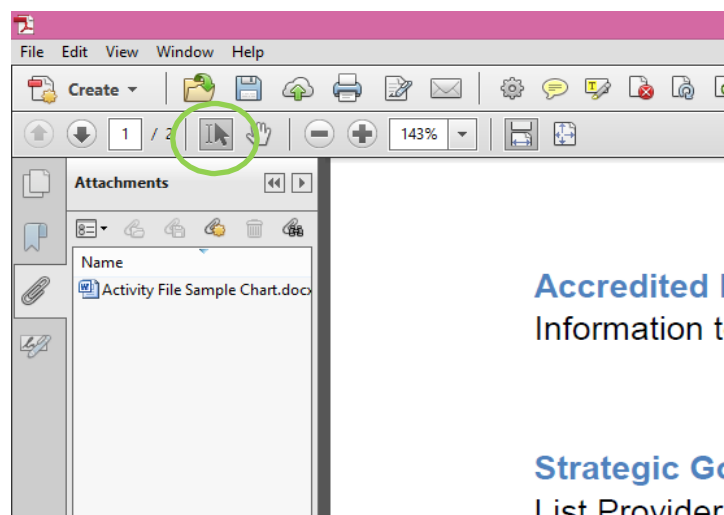 File Edit View Window Help
Create
1 / 2 143%
Attachments
Name
Activity File Sample Chart.docx
Accredited
Information t
Strategic Go
List Provider